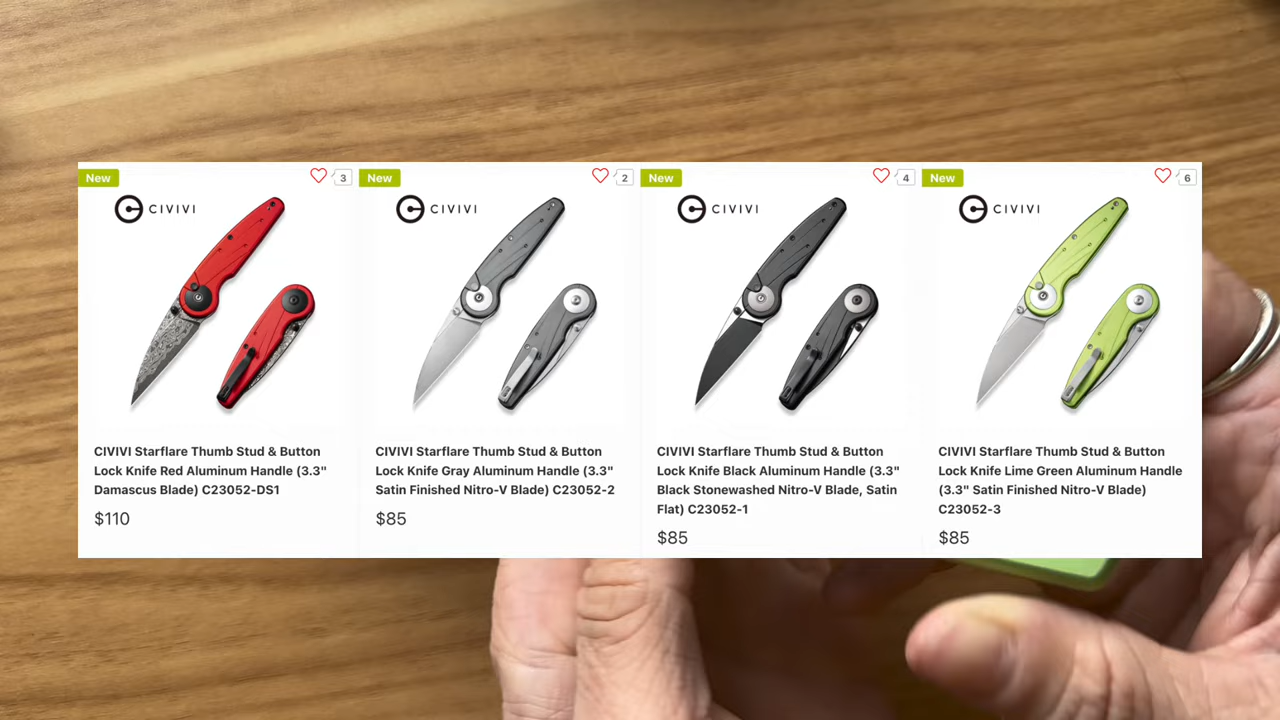 New
3
CIVIVI
CIVIVI Starflare Thumb Stud & Button
Lock Knife Red Aluminum Handle (3.3"
Damascus Blade) C23052-DS1
$110
New
2
CIVIVI
CIVIVI Starflare Thumb Stud & Button
Lock Knife Gray Aluminum Handle (3.3"
Satin Finished Nitro-V Blade) C23052-2
$85
New
4
CIVIVI
CIVIVI Starflare Thumb Stud & Button
Lock Knife Black Aluminum Handle (3.3"
Black Stonewashed Nitro-V Blade, Satin
Flat) C23052-1
$85
New
6
CIVIVI
CIVIVI Starflare Thumb Stud & Button
Lock Knife Lime Green Aluminum Handle
(3.3" Satin Finished Nitro-V Blade)
C23052-3
$85